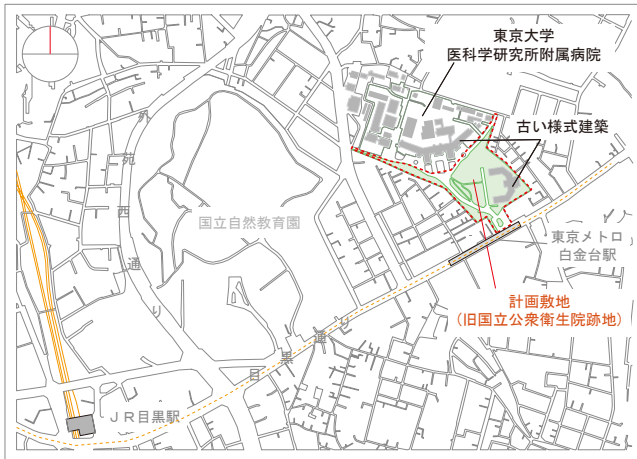 東京大学
医科学研究所附属病院
古い様式建築
外苑西通り
国立自然教育園
東京メトロ
白金台駅
計画敷地
（旧国立公衆衛生院跡地）
目黒通り
ＪＲ目黒駅